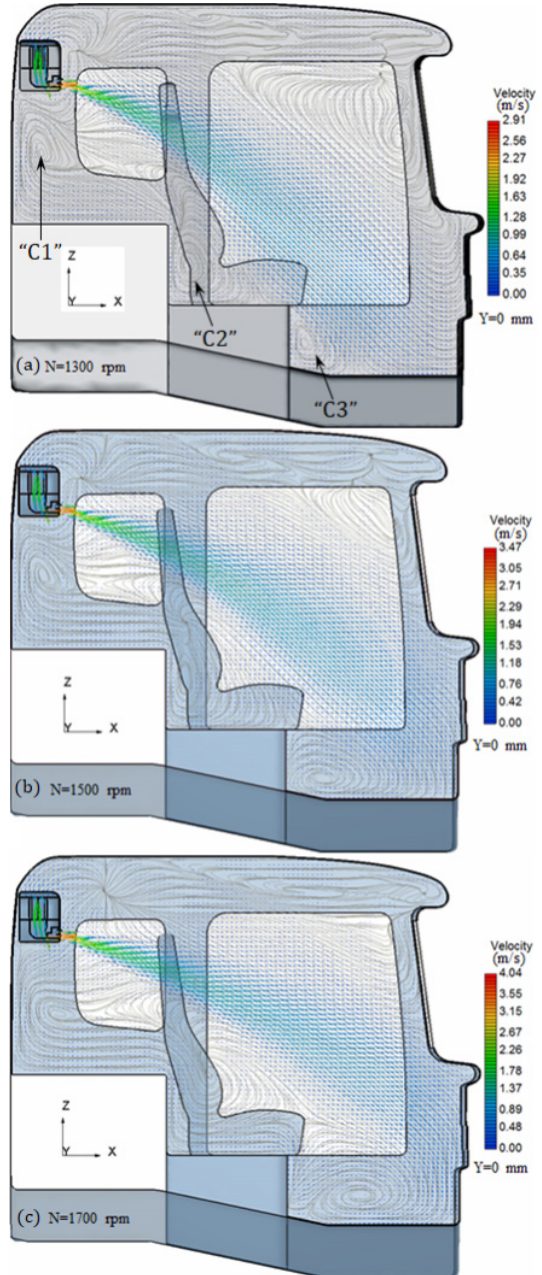 Velocity
(m/s)
2.91
2.56
2.27
1.99
1.63
1.28
0.99
0.64
0.35
0.00
Y=0 mm
"C1"
Z
Y X
"C2"
"C3"
(a) N=1300 rpm
Velocity
(m/s)
3.47
3.05
2.71
2.29
1.94
1.53
1.18
0.76
0.42
0.00
Y=0 mm
Z
Y X
(b) N=1500 rpm
Velocity
(m/s)
4.04
3.55
3.15
2.67
2.26
1.78
1.37
0.89
0.48
0.00
Y=0 mm
Z
Y X
(c) N=1700 rpm